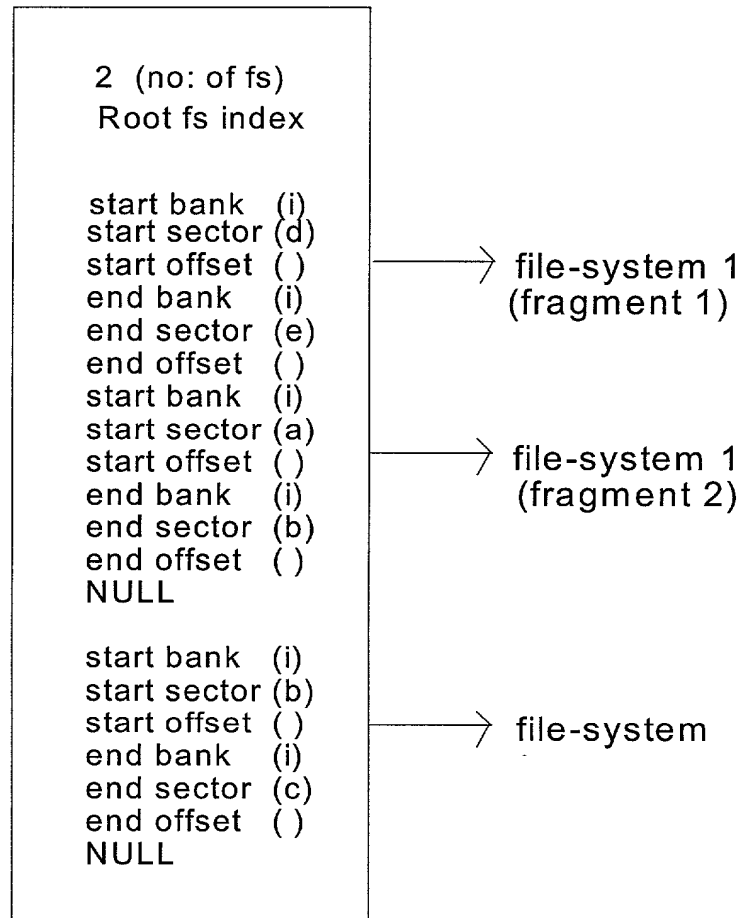 2 (no: of fs)
Root fs index
start bank (i)
start sector (d)
start offset ( )
end bank (i)
end sector (e)
end offset ( )
start bank (i)
start sector (a)
start offset ( )
end bank (i)
end sector (b)
end offset ( )
NULL
start bank (i)
start sector (b)
start offset ( )
end bank (i)
end sector (c)
end offset ( )
NULL
file-system 1
(fragment 1)
file-system 1
(fragment 2)
file-system